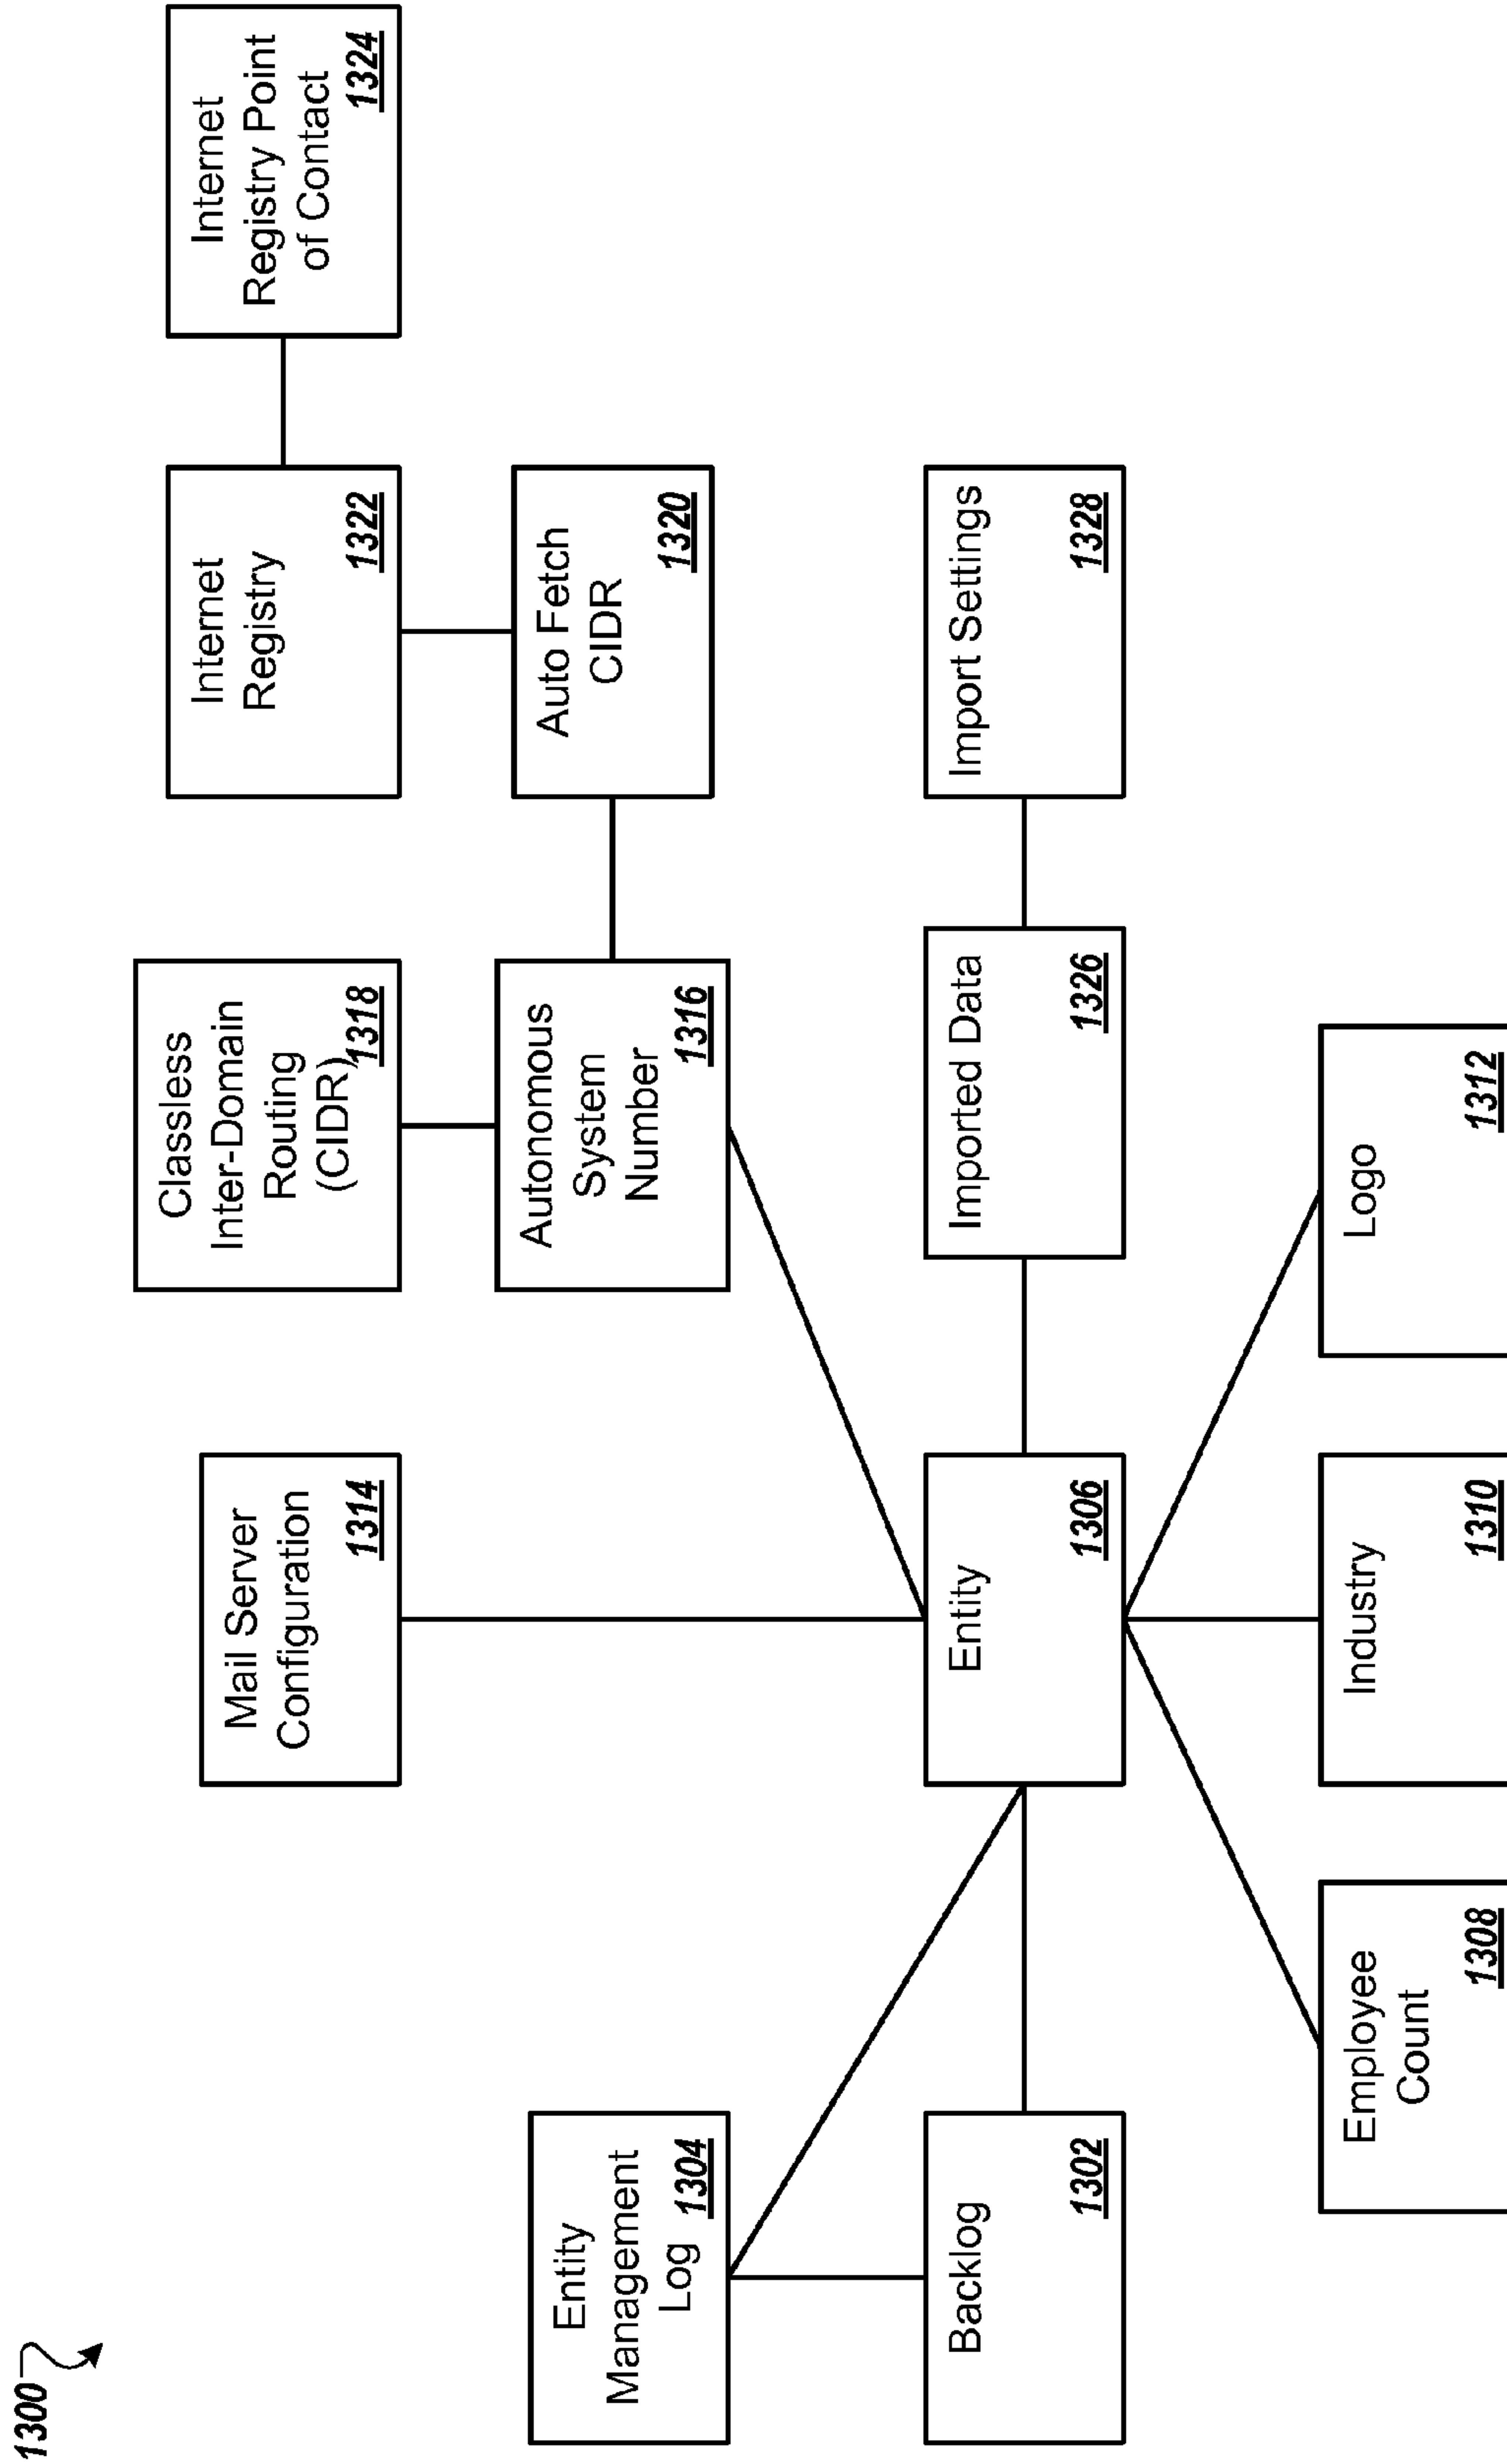 1300
Internet
Registry Point
of Contact
1324
Internet
Registry
1322
Classless
Inter-Domain
Routing
(CIDR)
1318
Mail Server
Configuration
1314
Auto Fetch
CIDR
1320
Autonomous
System
Number
1316
Entity
Management
Log
1304
Backlog
1302
Entity
1306
Imported Data
1326
Import Settings
1328
Employee
Count
1308
Industry
1310
Logo
1312